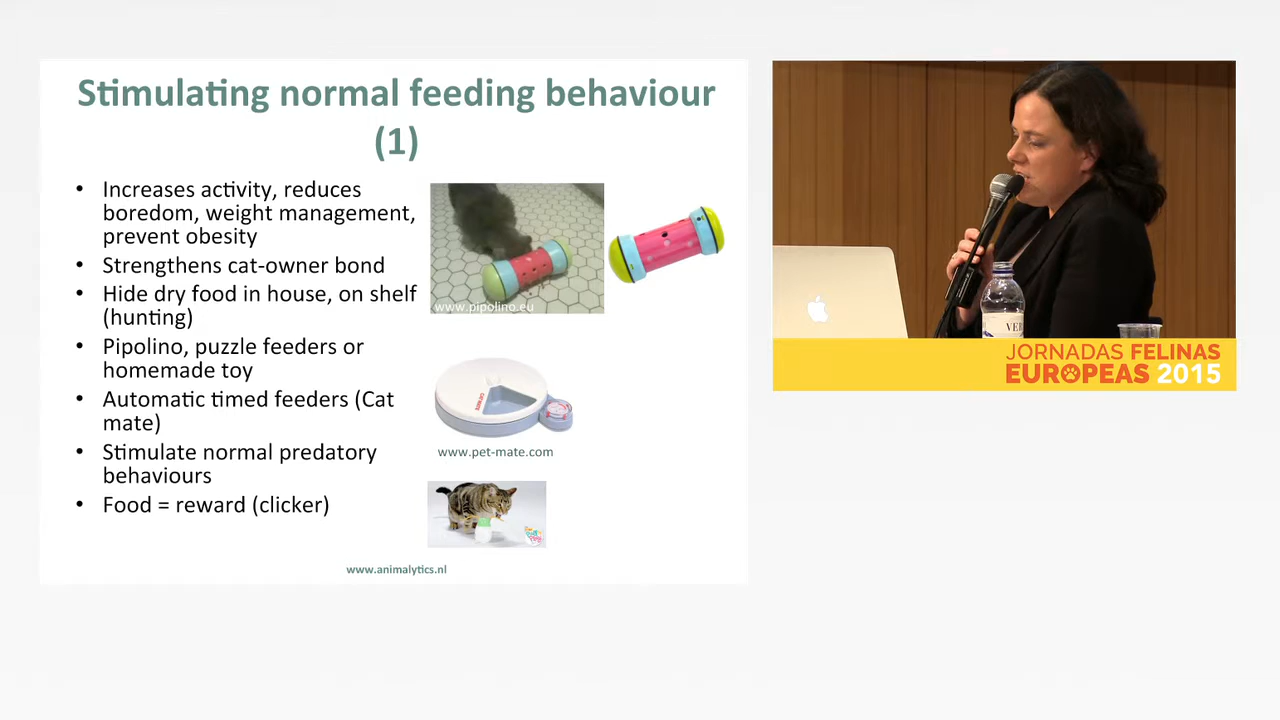 Stimulating normal feeding behaviour
(1)
• Increases activity, reduces
boredom, weight management,
prevent obesity
• Strengthens cat-owner bond
• Hide dry food in house, on shelf
(hunting)
• Pipolino, puzzle feeders or
homemade toy
• Automatic timed feeders (Cat
mate)
• Stimulate normal predatory
behaviours
• Food = reward (clicker)
www.pipolino.eu
www.pet-mate.com
www.animalytics.nl
VER
JORNADAS FELINAS
EUROPEAS 2015